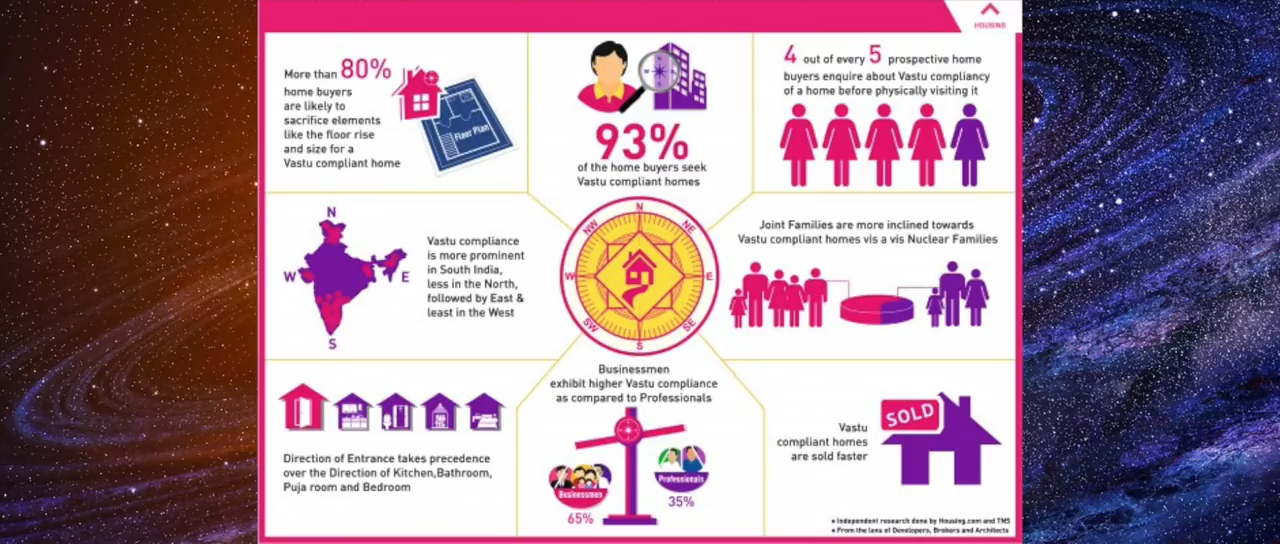 HOUSING
More than 80%
home buyers
are likely to
sacrifice elements
like the floor rise
and size for a
Vastu compliant home
Floor Plan
93%
of the home buyers seek
Vastu compliant homes
4 out of every 5 prospective home
buyers enquire about Vastu compliancy
of a home before physically visiting it
N
W
E
S
Vastu compliance
is more prominent
in South India,
less in the North,
followed by East &
least in the West
N
NW
NE
W
E
SW
SE
S
Joint Families are more inclined towards
Vastu compliant homes vis a vis Nuclear Families
Direction of Entrance takes precedence
over the Direction of Kitchen,Bathroom,
Puja room and Bedroom
Businessmen
exhibit higher Vastu compliance
as compared to Professionals
Businessmen
65%
Professionals
35%
Vastu
compliant homes
are sold faster
SOLD
• Independent research done by Housing.com and TNS
• From the lens of Developers, Brokers and Architects